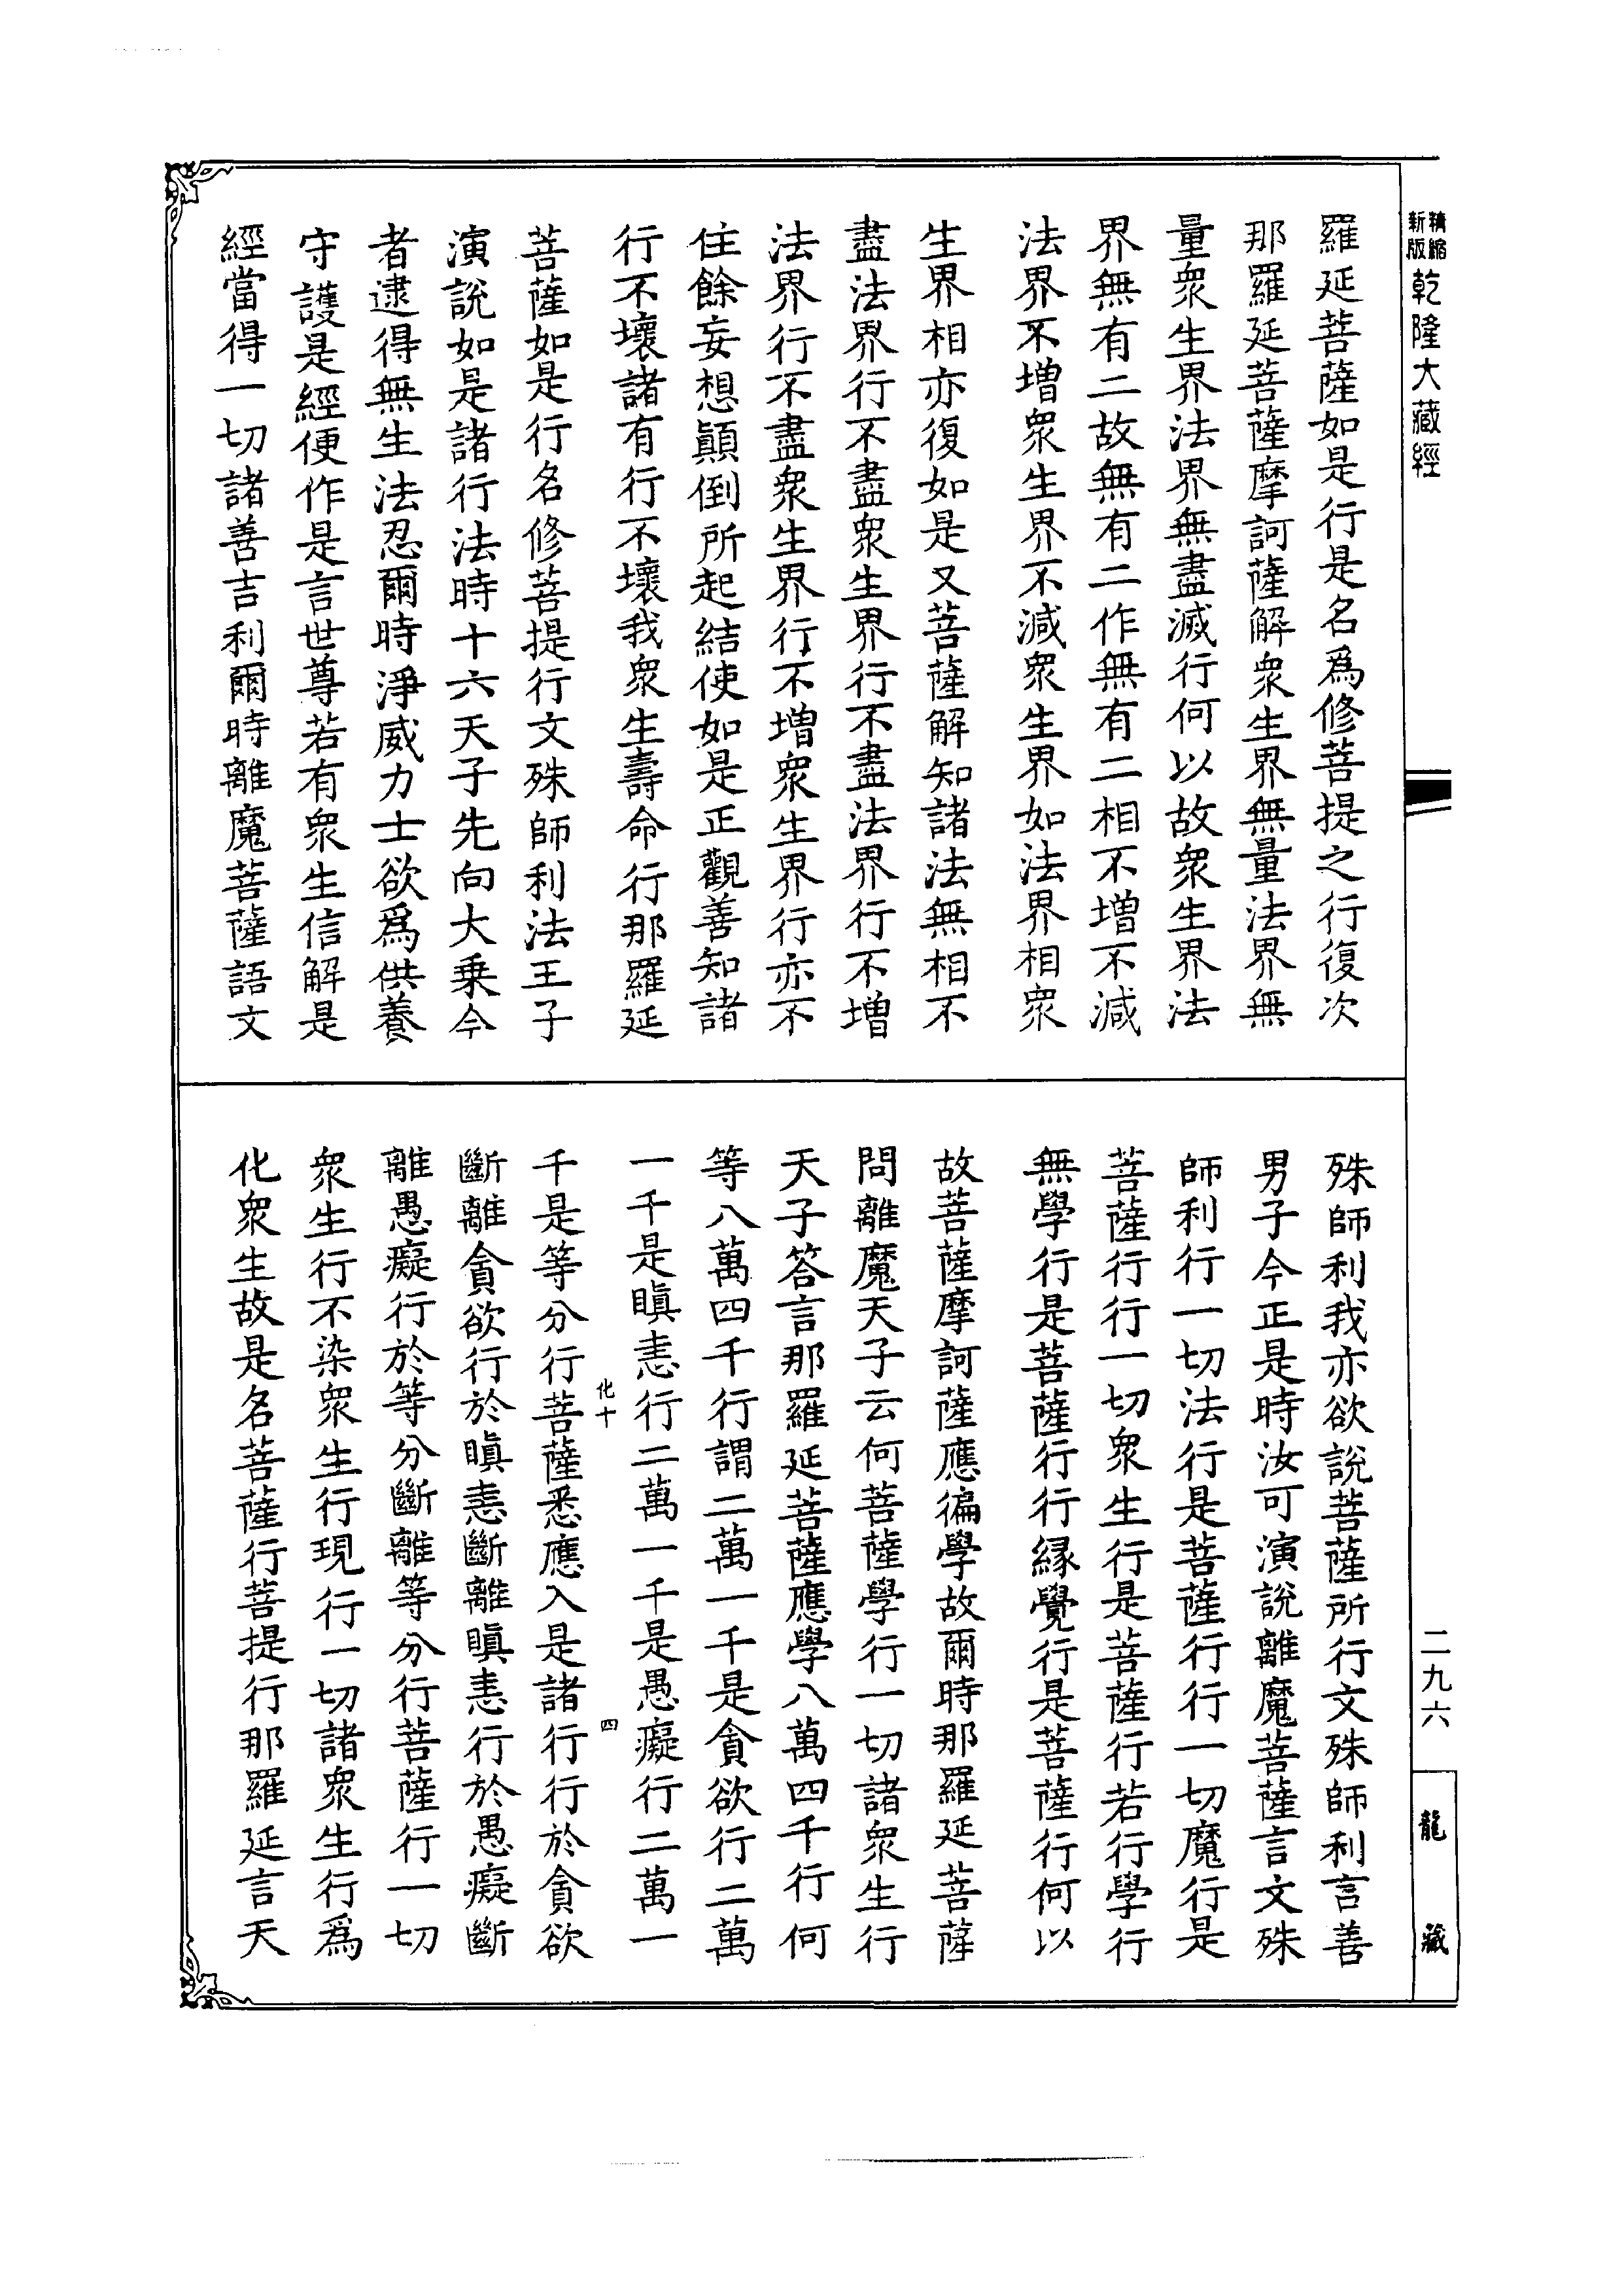 新版精縮乾隆大藏經
羅延菩薩如是行是名爲修菩提之行復次
那羅延菩薩摩訶薩解衆生界無量法界無
量衆生界法界無盡滅行何以故衆生界法
界無有二故無有二作無有二相不增不減
法界不增衆生界不減衆生界如法界相衆
生界相亦復如是又菩薩解知諸法無相不
盡法界行不盡衆生界行不盡法界行不增
法界行不盡衆生界行不增衆生界行亦不
住餘妄想顚倒所起結使如是正觀善知諸
行不壞諸有行不壞我衆生壽命行那羅延
菩薩如是行名修菩提行文殊師利法王子
演說如是諸行法時十六天子先向大乗今
者逮得無生法忍爾時淨威力士欲爲供養
守護是經便作是言世尊若有衆生信解是
經當得一切諸善吉利爾時離魔菩薩語文
殊師利我亦欲說菩薩所行文殊師利言善
男子今正是時汝可演說離魔菩薩言文殊
師利行一切法行是菩薩行行一切魔行是
菩薩行行一切衆生行是菩薩行若行學行
無學行是菩薩行行緣覺行是菩薩行何以
故菩薩摩訶薩應徧學故爾時那羅延菩薩
問離魔天子云何菩薩學行一切諸衆生行
天子答言那羅延菩薩應學八萬四千行何
等八萬四千行謂二萬一千是貪欲行二萬
一千是瞋恚行二萬一千是愚癡行二萬一
化十
四
千是等分行菩薩悉應入是諸行行於貪欲
斷離貪欲行於瞋恚斷離瞋恚行於愚癡斷
離愚癡行於等分斷離等分行菩薩行一切
衆生行不染衆生行現行一切諸衆生行爲
化衆生故是名菩薩行菩提行那羅延言天
二九六
龍藏